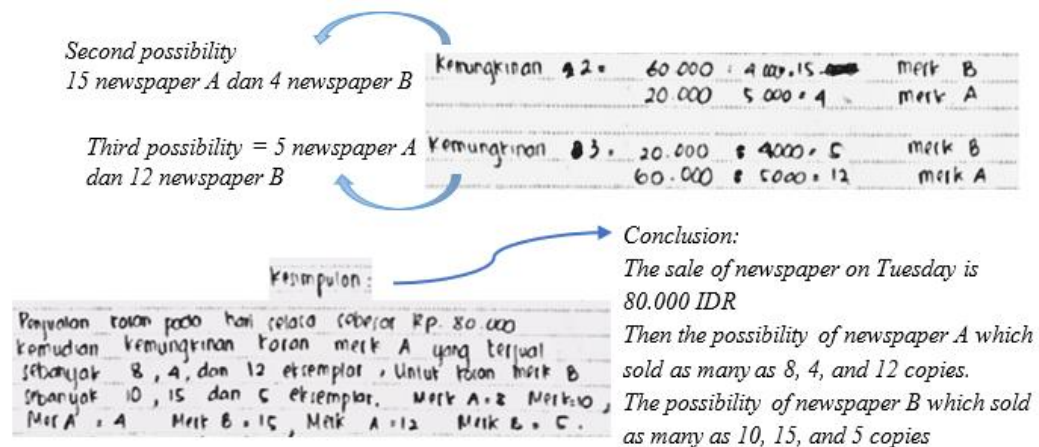 Second possibility
15 newspaper A dan 4 newspaper B
Kemungkinan 2 = 60.000 : 4.000 = 15 merk B
20.000 5.000 = 4 merk A
Third possibility = 5 newspaper A
dan 12 newspaper B
Kemungkinan 3 = 20.000 : 4000 = 5 merk B
60.000 : 5000 = 12 merk A
Conclusion:
The sale of newspaper on Tuesday is
80.000 IDR
Then the possibility of newspaper A which
sold as many as 8, 4, and 12 copies.
The possibility of newspaper B which sold
as many as 10, 15, and 5 copies
Kesimpulan :
Penjualan koran pada hari selasa sebesar Rp. 80.000
kemudian kemungkinan koran merk A yang terjual
sebanyak 8, 4, dan 12 eksemplar. Untuk koran merk B
sebanyak 10, 15 dan 5 eksemplar. Merk A = 8 Merk = 10,
Mer A = 4 Merk B = 15, Merk A = 12 Merk B = 5.